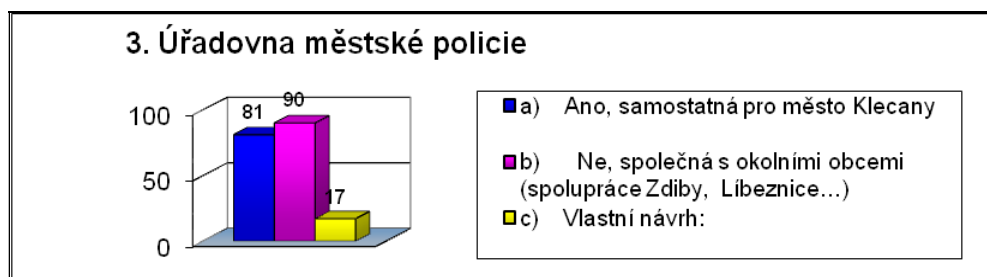 3. Úřadovna městské policie
100
50
0
81
90
17
a) Ano, samostatná pro město Klecany
b) Ne, společná s okolními obcemi
(spolupráce Zdiby, Líbeznice...)
c) Vlastní návrh: